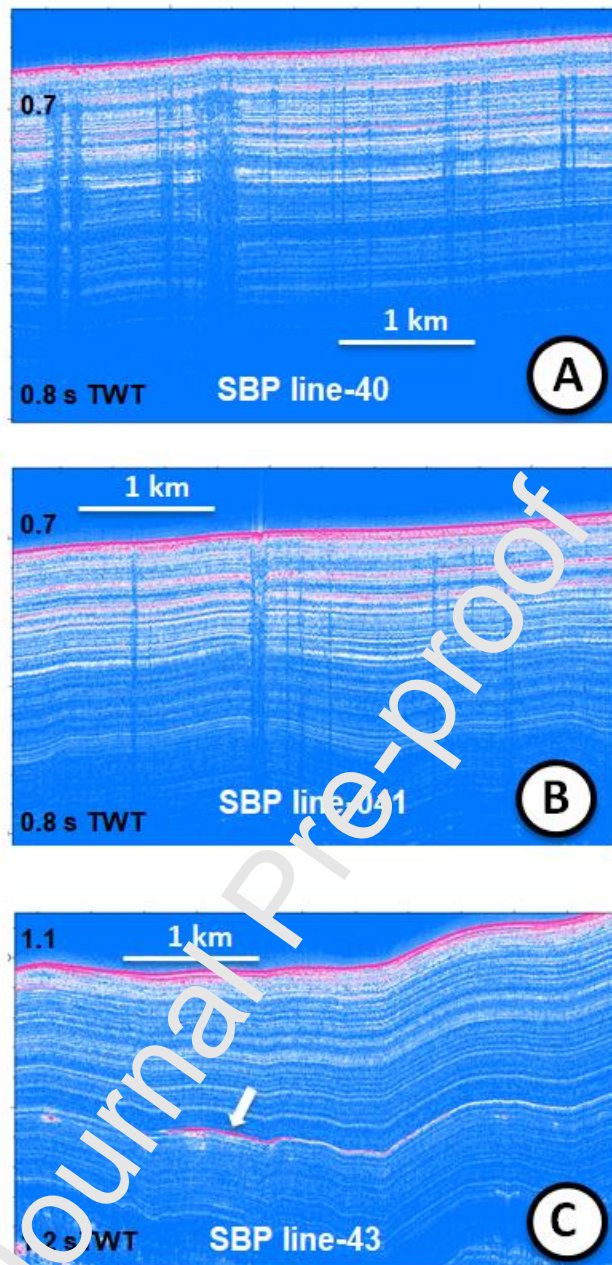 0.7
1 km
0.8 s TWT
SBP line-40
A
1 km
0.7
0.8 s TWT
SBP line-041
B
1.1
1 km
SBP line-43
C
Journal Pre-proof